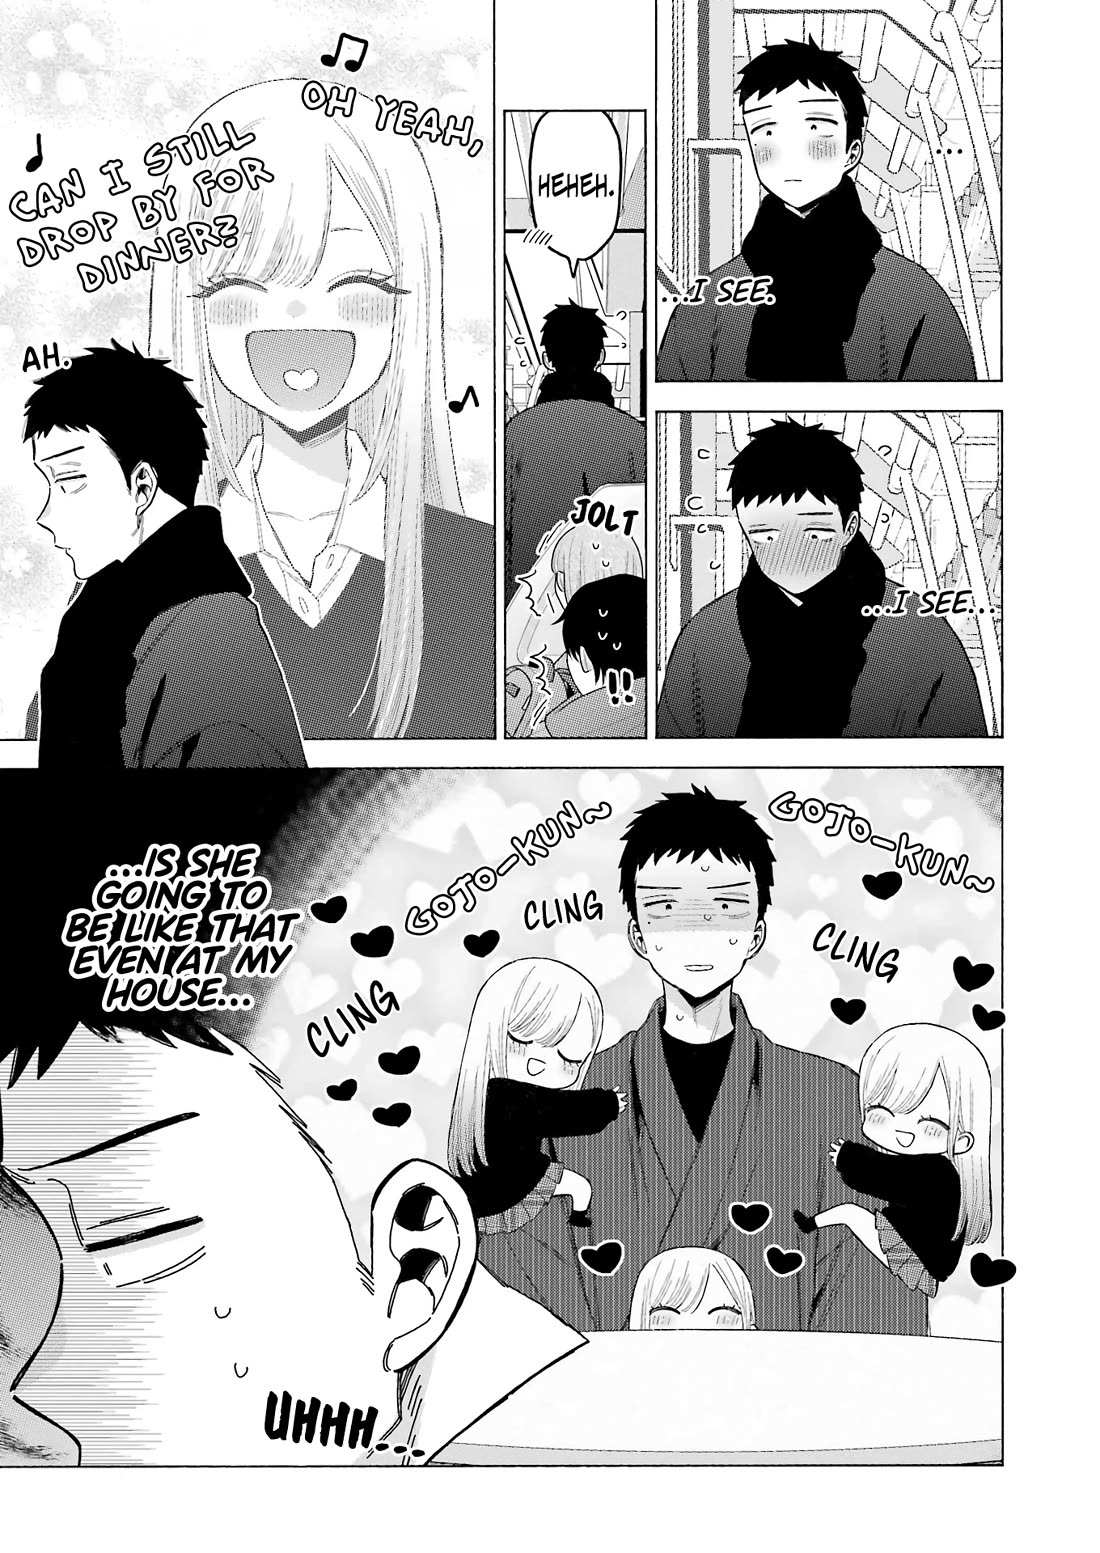 ...
...I SEE.
...I SEE...
HEHEH.
JOLT
!!
OH YEAH,
CAN I STILL
DROP BY FOR
DINNER?
AH.
GOJO-KUN~
GOJO-KUN~
CLING
CLING
CLING
...IS SHE
GOING TO
BE LIKE THAT
EVEN AT MY
HOUSE...
UHHH...